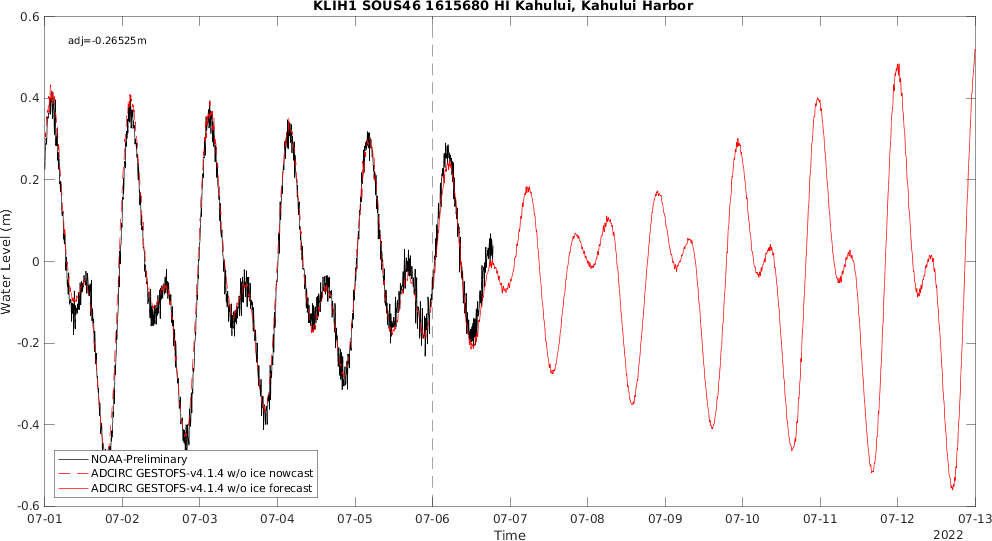 KLIH1 SOUS46 1615680 HI Kahului, Kahului Harbor
adj=-0.26525m
0.6
0.4
0.2
0
-0.2
-0.4
-0.6
Water Level (m)
NOAA-Preliminary
ADCIRC GESTOFS-v4.1.4 w/o ice nowcast
ADCIRC GESTOFS-v4.1.4 w/o ice forecast
07-01 07-02 07-03 07-04 07-05 07-06 07-07 07-08 07-09 07-10 07-11 07-12 07-13
Time
2022